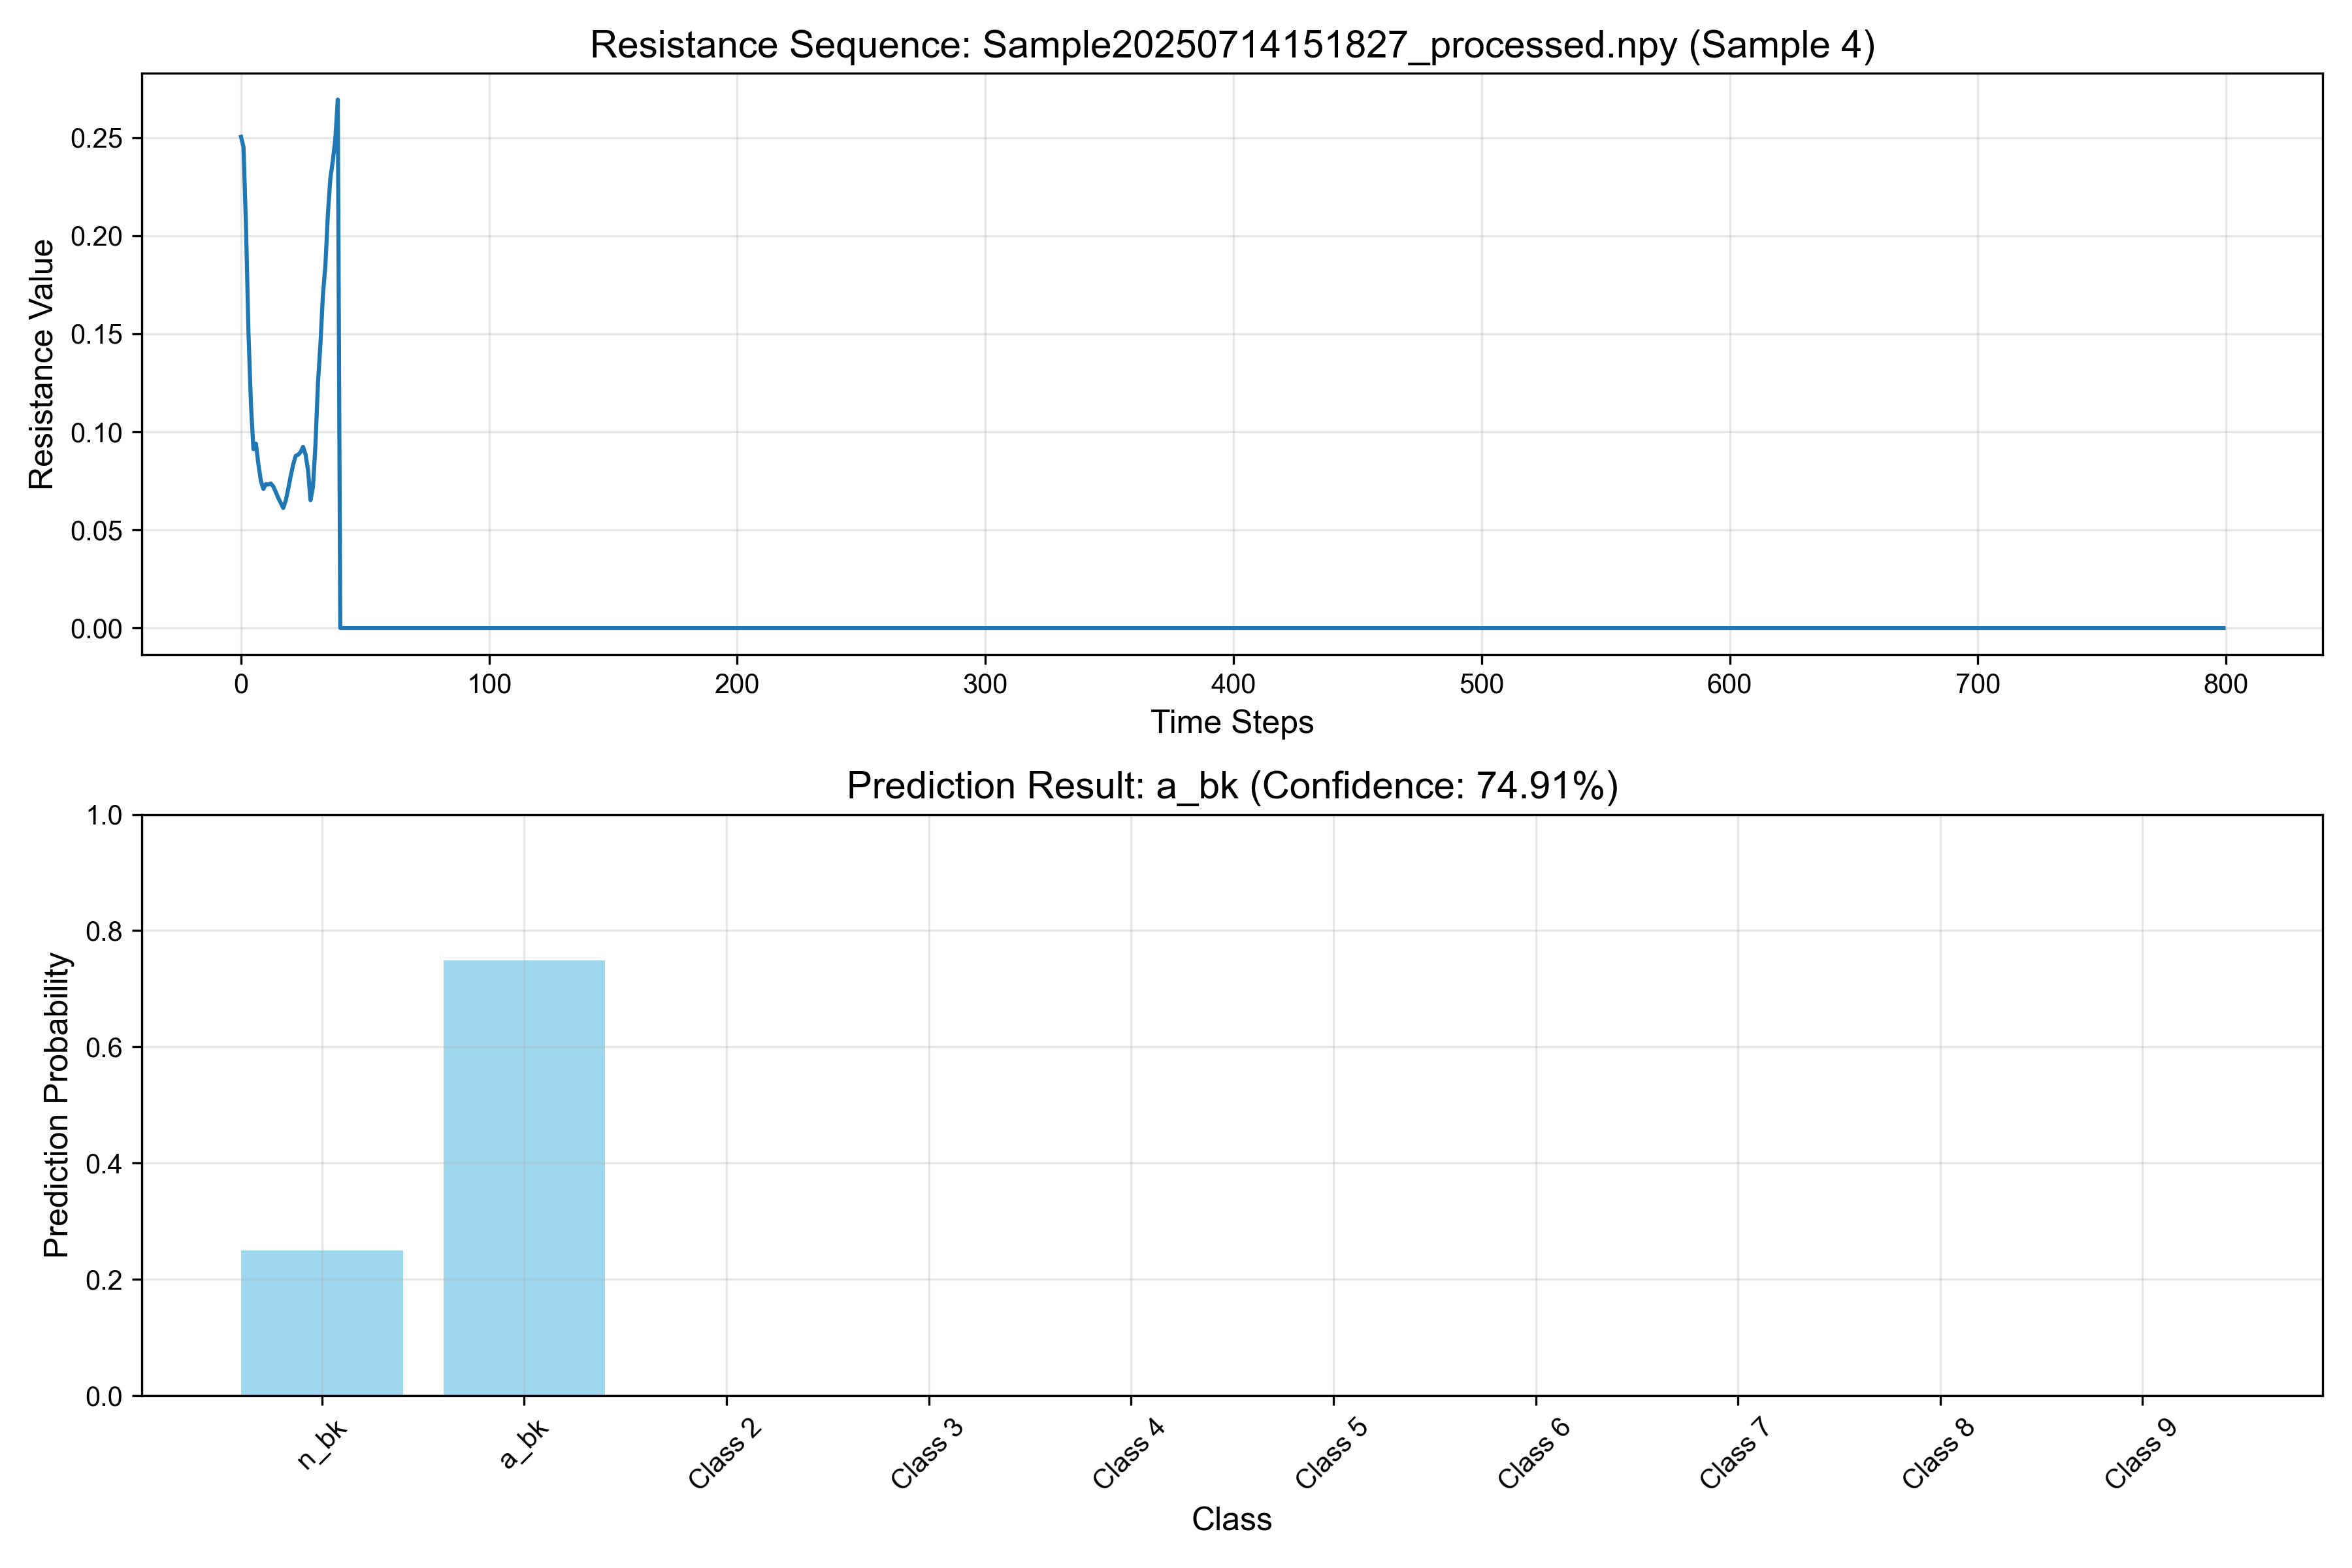 Resistance Sequence: Sample20250714151827_processed.npy (Sample 4)
Resistance Value
0.25
0.20
0.15
0.10
0.05
0.00
0 100 200 300 400 500 600 700 800
Time Steps
Prediction Result: a_bk (Confidence: 74.91%)
Prediction Probability
1.0
0.8
0.6
0.4
0.2
0.0
n_bk a_bk Class 2 Class 3 Class 4 Class 5 Class 6 Class 7 Class 8 Class 9
Class